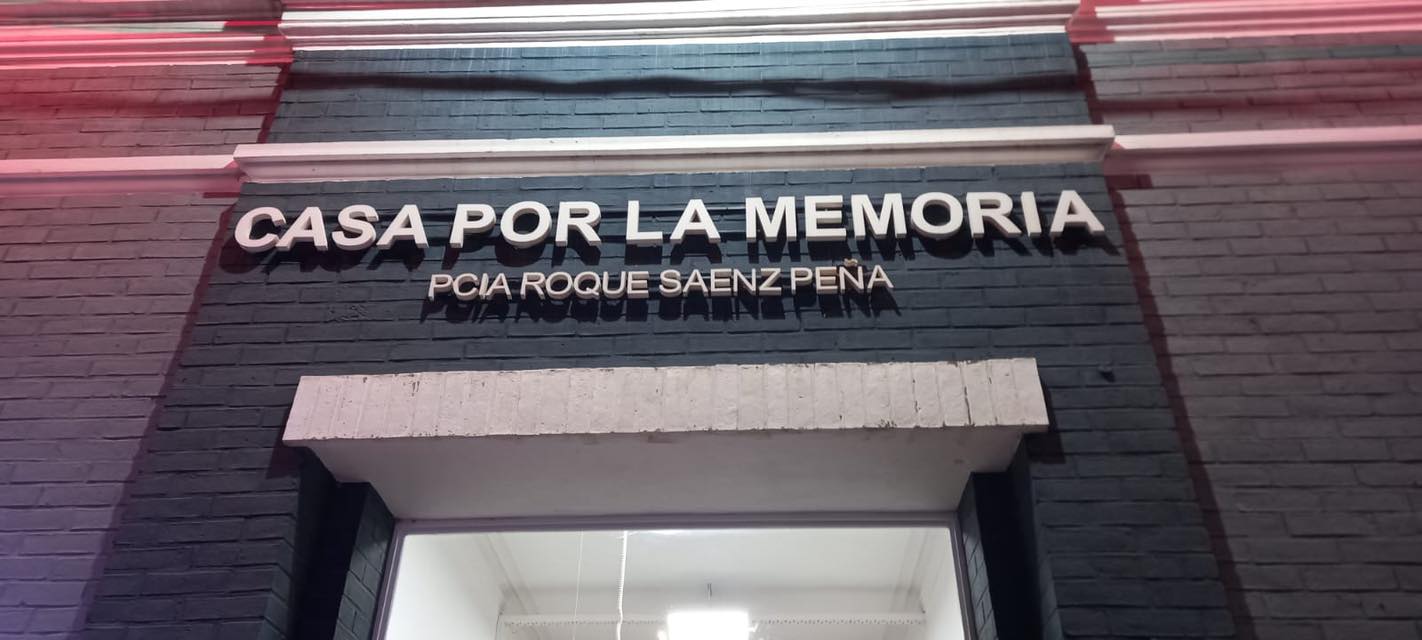 CASA POR LA MEMORIA
PCIA ROQUE SAENZ PEÑA